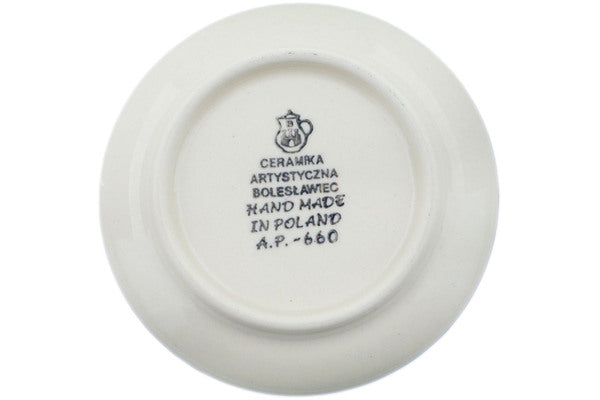 B
CERAMIKA
ARTYSTYCZNA
BOLESŁAWIEC
HAND MADE
IN POLAND
A.P.-660